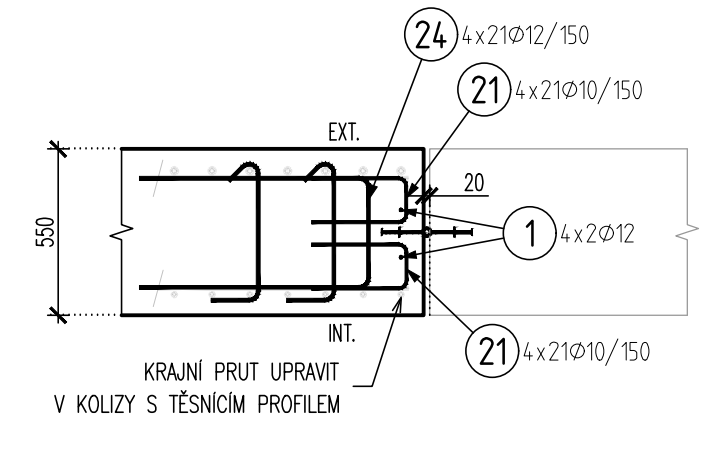 24 4x21Ø12/150
21 4x21Ø10/150
EXT.
20
550
1 4x2Ø12
INT.
21 4x21Ø10/150
KRAJNÍ PRUT UPRAVIT
V KOLIZY S TĚSNÍCÍM PROFILEM